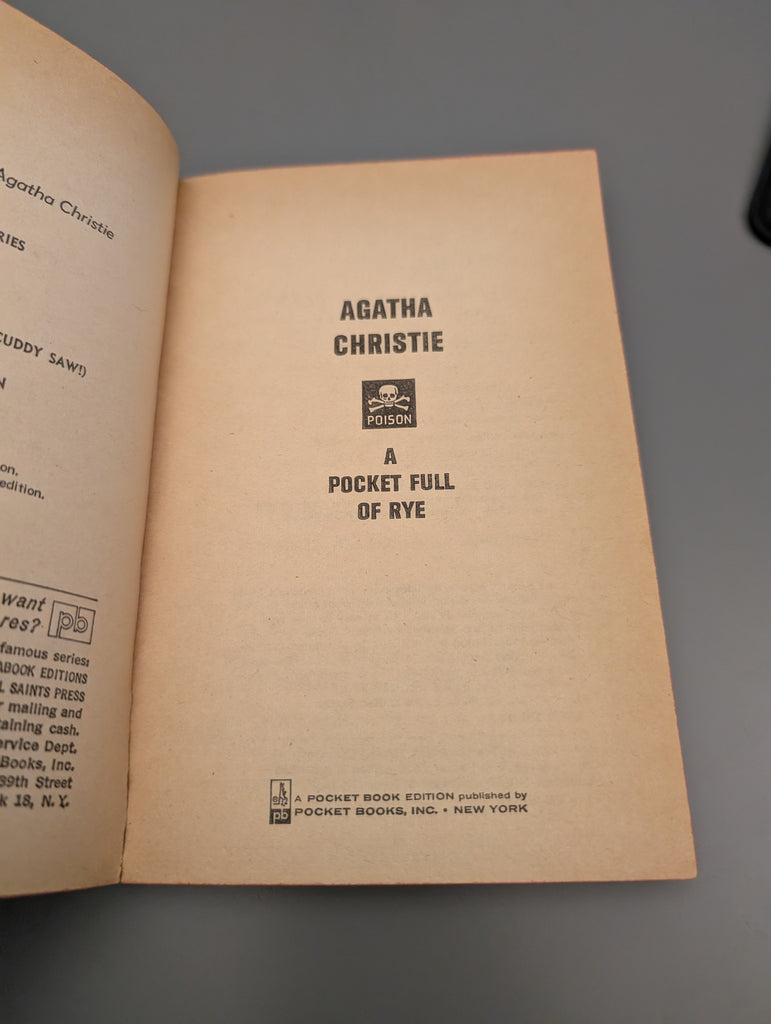 Agatha Christie
RIES
CUDDY SAW!)
N
on.
edition.
want
res?
pb
famous series:
ABOOK EDITIONS
L SAINTS PRESS
r mailing and
taining cash.
ervice Dept.
Books, Inc.
39th Street
k 18, N. Y.
AGATHA
CHRISTIE
POISON
A
POCKET FULL
OF RYE
A POCKET BOOK EDITION published by
pb POCKET BOOKS, INC. • NEW YORK